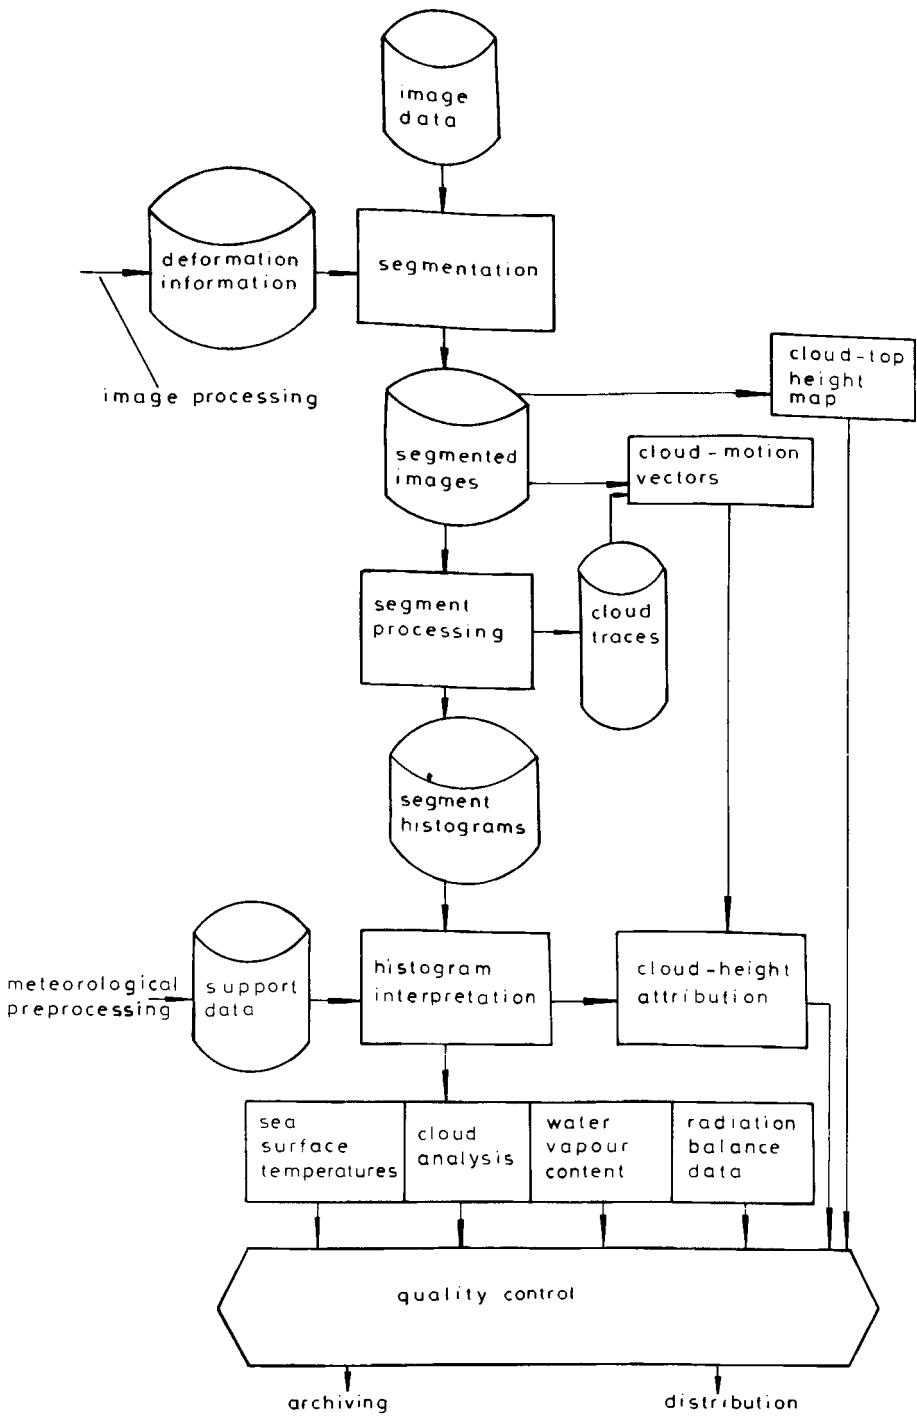 image
data
deformation
information
segmentation
image processing
cloud-top
height
map
segmented
images
cloud-motion
vectors
segment
processing
cloud
traces
segment
histograms
meteorological
preprocessing
support
data
histogram
interpretation
cloud-height
attribution
sea
surface
temperatures
cloud
analysis
water
vapour
content
radiation
balance
data
quality control
archiving
distribution